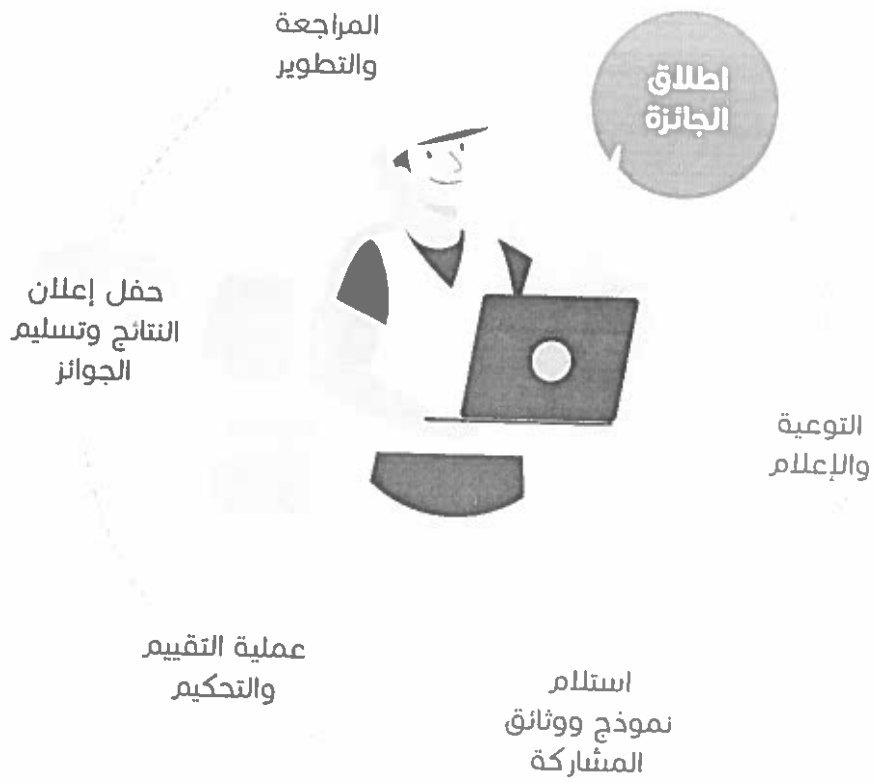 اطلاق
الجائزة
التوعية
والإعلام
استلام
نموذج ووثائق
المشاركة
عملية التقييم
والتحكيم
حفل إعلان
النتائج وتسليم
الجوائز
المراجعة
والتطوير